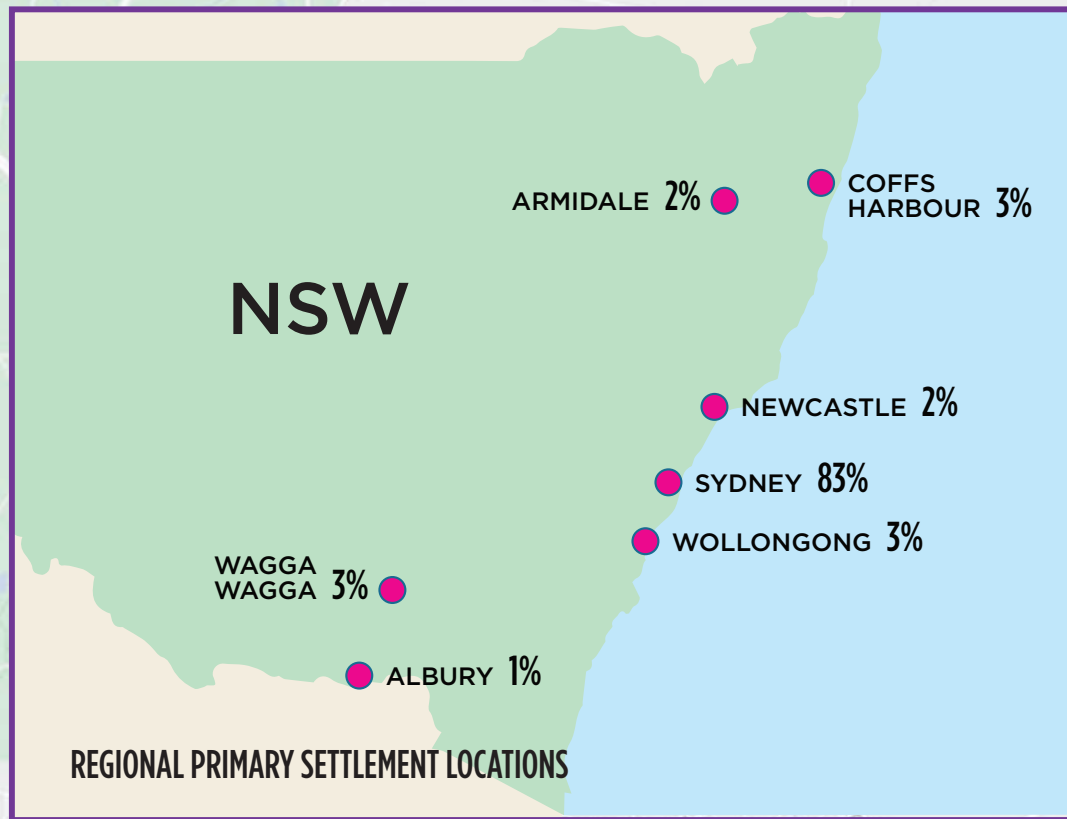 ARMIDALE 2%
COFFS
HARBOUR 3%
NSW
NEWCASTLE 2%
SYDNEY 83%
WOLLONGONG 3%
WAGGA
WAGGA 3%
ALBURY 1%
REGIONAL PRIMARY SETTLEMENT LOCATIONS